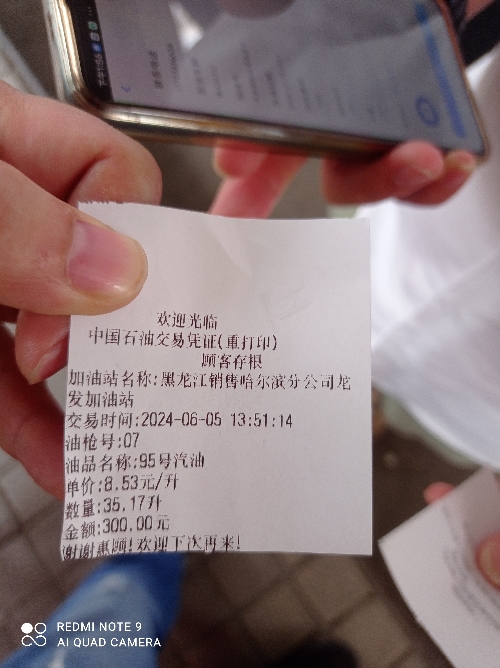 欢迎光临
中国石油交易凭证(重打印)
顾客存根
加油站名称:黑龙江销售哈尔滨分公司龙
发加油站
交易时间:2024-06-05 13:51:14
油枪号:07
油品名称:95号汽油
单价:8.53元/升
数量:35.17升
金额:300.00元
谢谢惠顾!欢迎下次再来!
REDMI NOTE 9
AI QUAD CAMERA